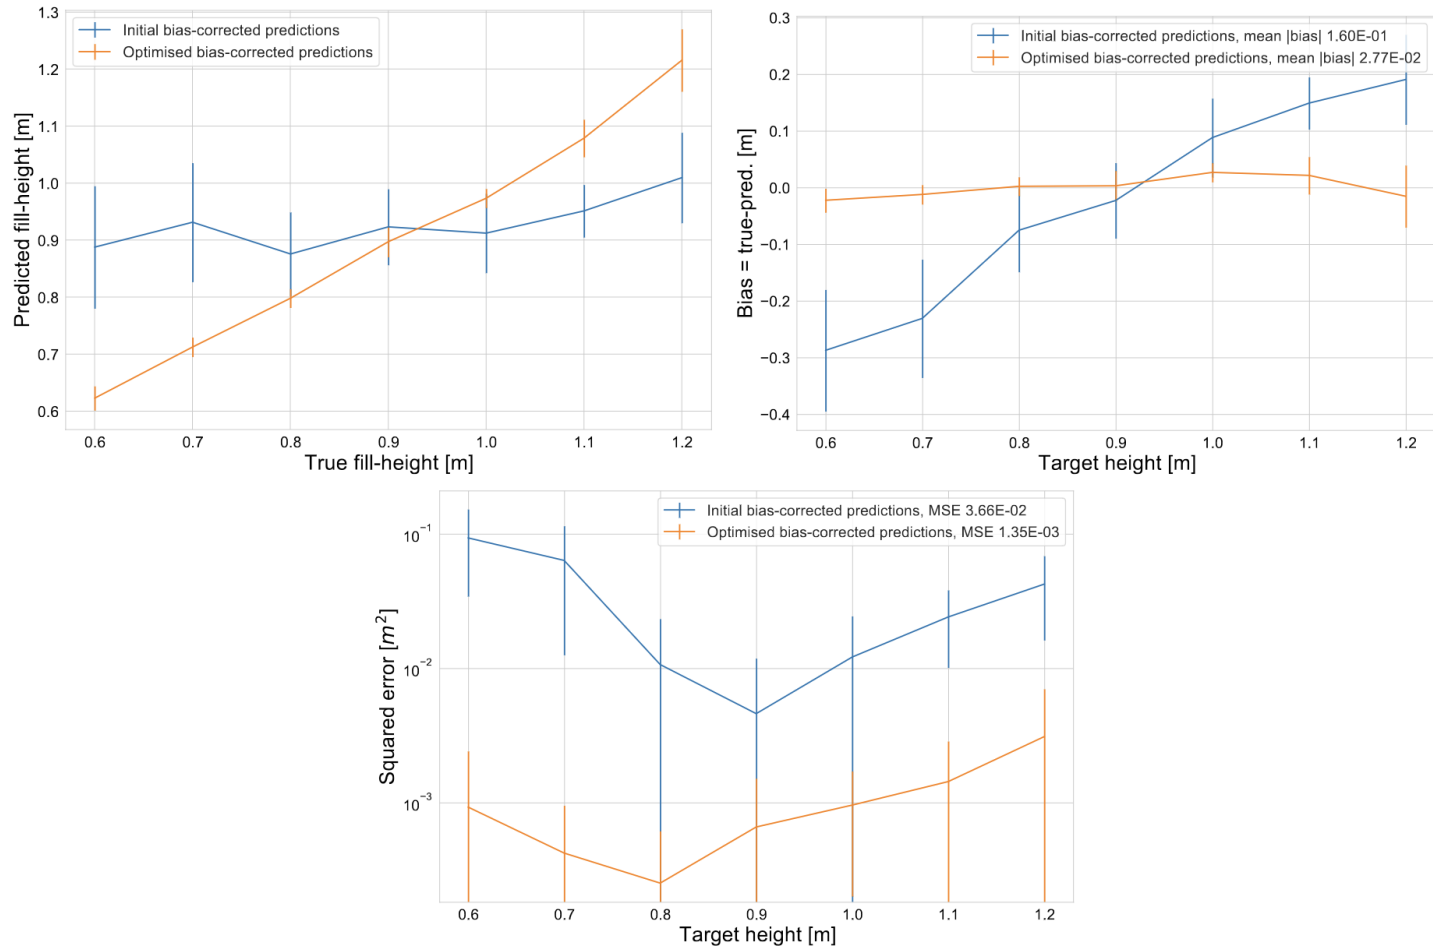 Initial bias-corrected predictions
Optimised bias-corrected predictions
Predicted fill-height [m]
1.3
1.2
1.1
1.0
0.9
0.8
0.7
0.6
0.6 0.7 0.8 0.9 1.0 1.1 1.2
True fill-height [m]
Initial bias-corrected predictions, mean |bias| 1.60E-01
Optimised bias-corrected predictions, mean |bias| 2.77E-02
Bias = true-pred. [m]
0.3
0.2
0.1
0.0
−0.1
−0.2
−0.3
−0.4
0.6 0.7 0.8 0.9 1.0 1.1 1.2
Target height [m]
Initial bias-corrected predictions, MSE 3.66E-02
Optimised bias-corrected predictions, MSE 1.35E-03
Squared error [m²]
10⁻¹
10⁻²
10⁻³
0.6 0.7 0.8 0.9 1.0 1.1 1.2
Target height [m]